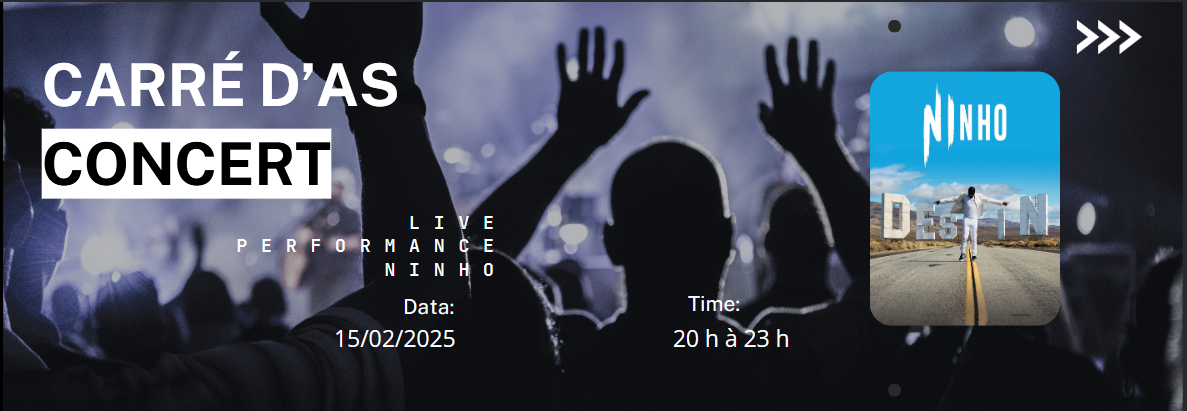 CARRÉ D’AS
CONCERT
LIVE
PERFORMANCE
NINHO
Data:
15/02/2025
Time:
20 h à 23 h
NINHO
DESTIN